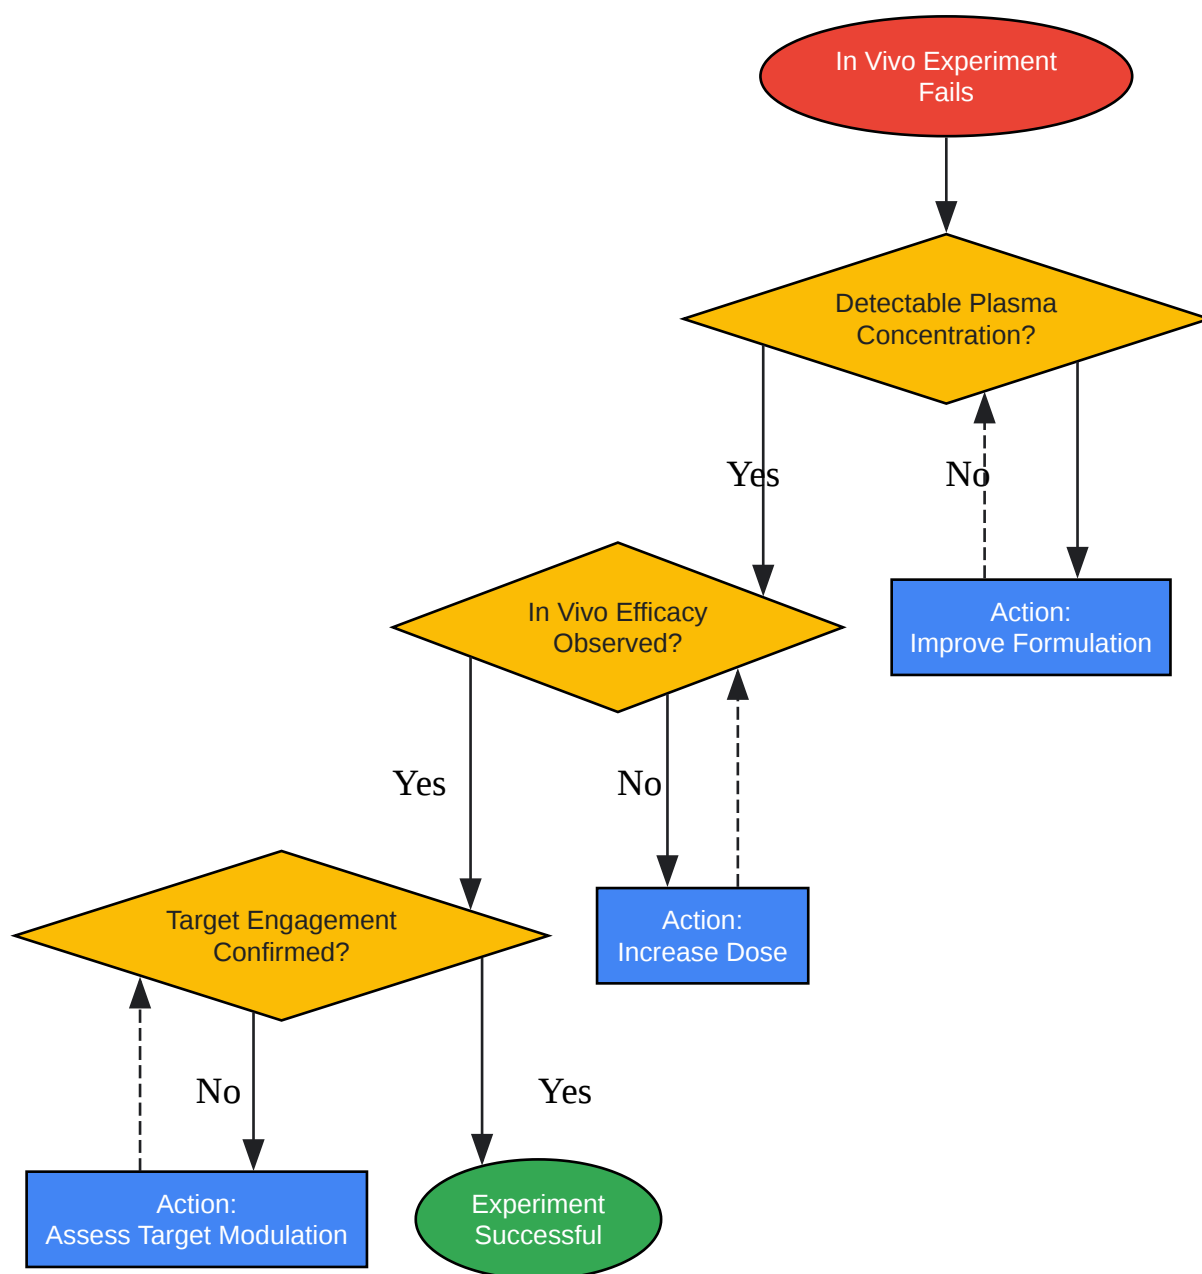 In Vivo Experiment
Fails
Detectable Plasma
Concentration?
Yes
No
In Vivo Efficacy
Observed?
Action:
Improve Formulation
Yes
No
Target Engagement
Confirmed?
Action:
Increase Dose
No
Yes
Action:
Assess Target Modulation
Experiment
Successful